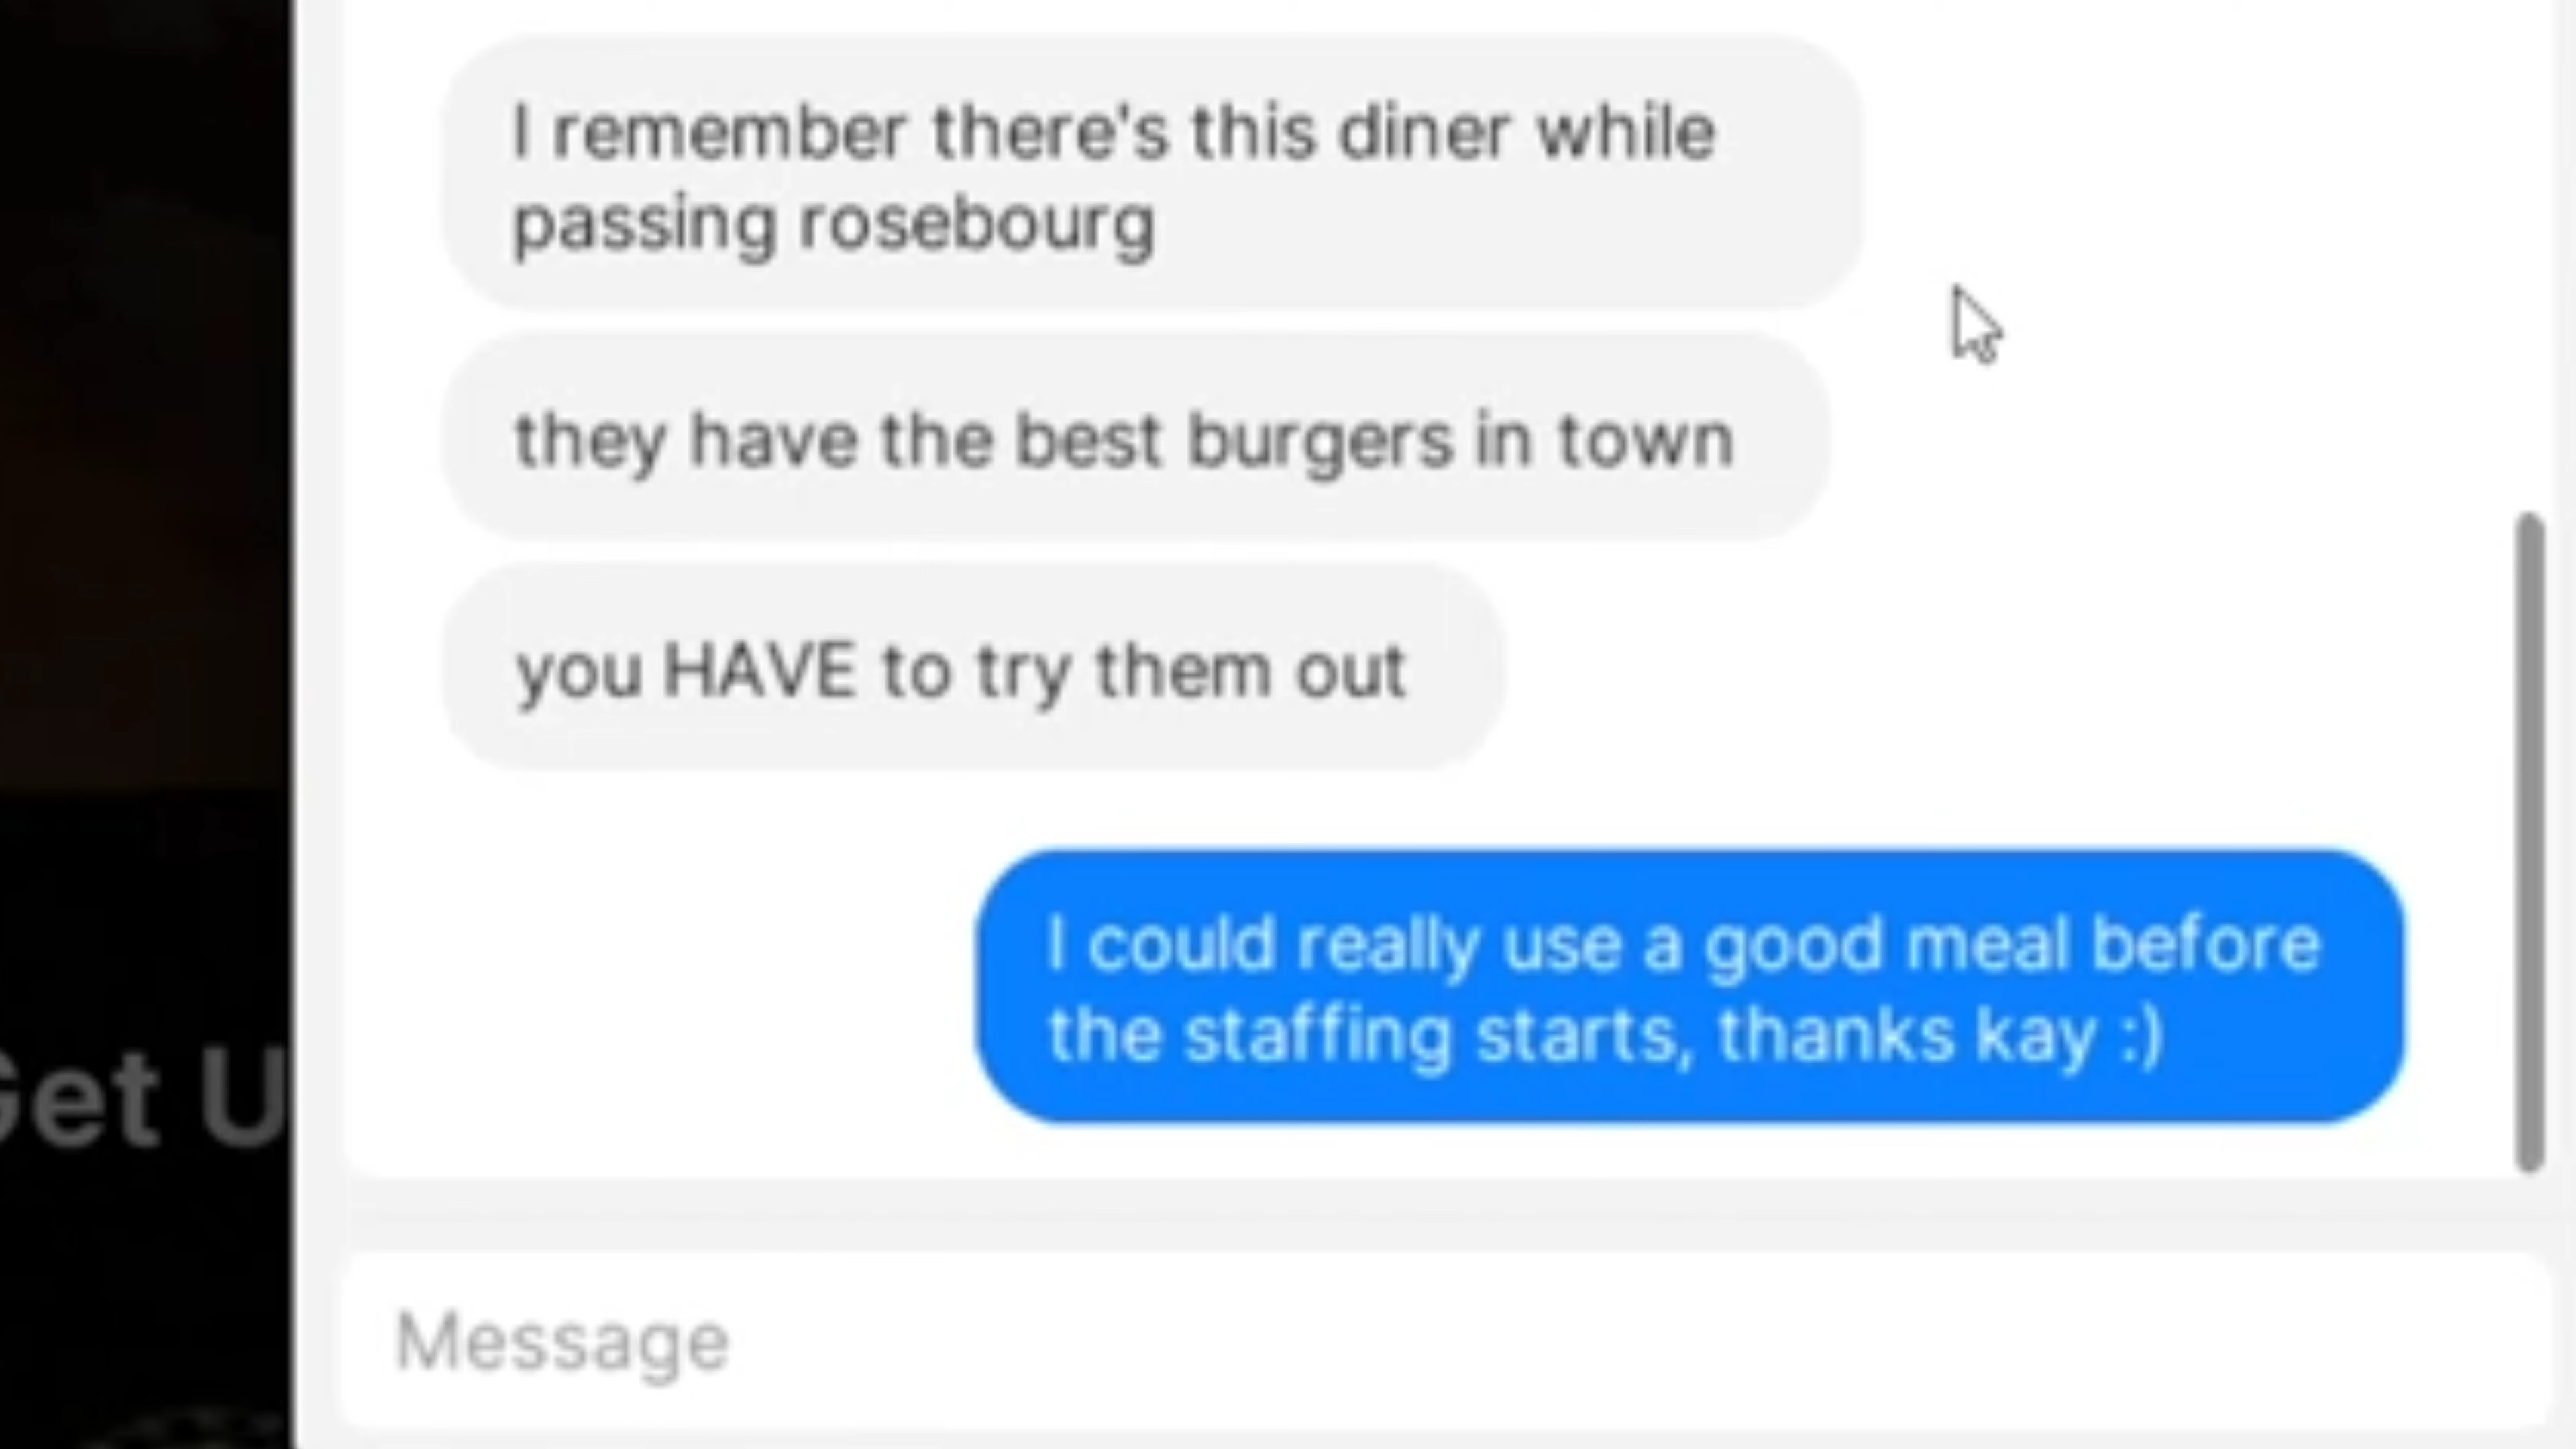 I remember there's this diner while
passing rosebourg
they have the best burgers in town
you HAVE to try them out
I could really use a good meal before
the staffing starts, thanks kay :)
Get U
Message